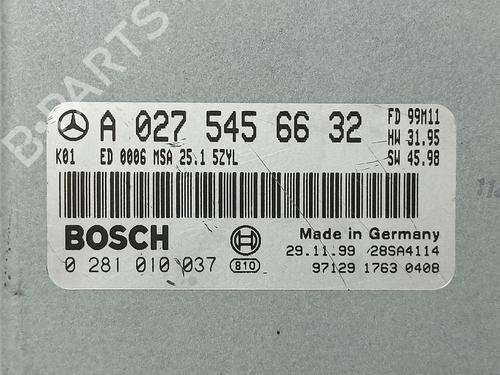 B-PARTS
A 027 545 66 32
FD 99M11
HW 31.95
K01 ED 0006 MSA 25.1 5ZYL
SW 45.98
BOSCH
Made in Germany
29.11.99 28SA4114
0 281 010 037 810
97129 1763 0408